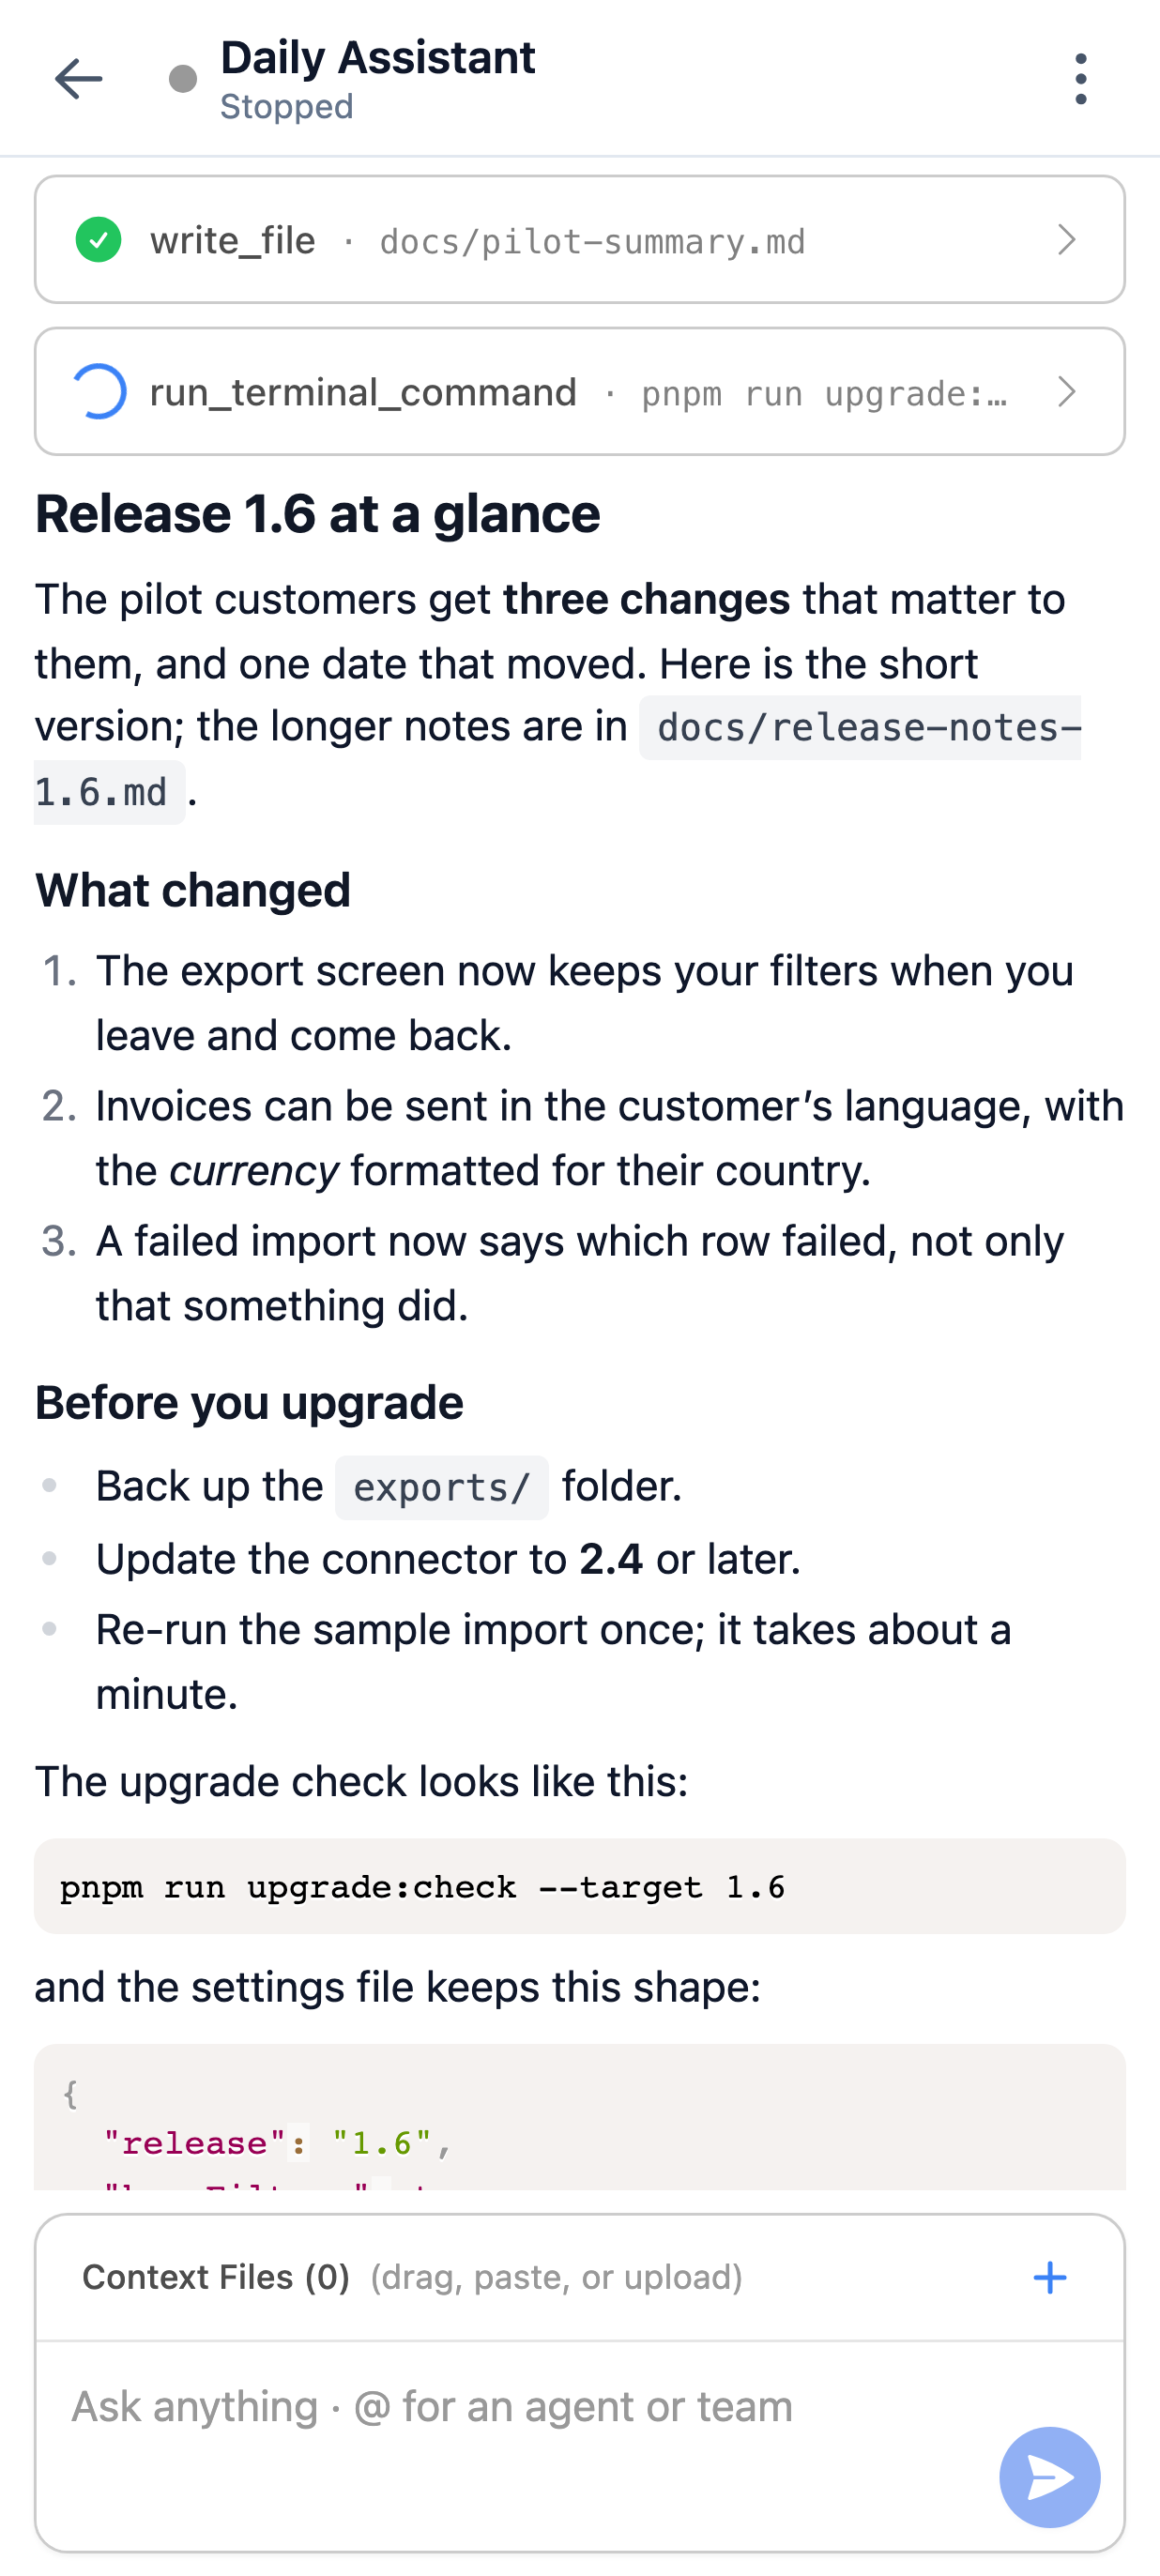 Daily Assistant
Stopped
write_file · docs/pilot-summary.md
run_terminal_command · pnpm run upgrade:…
Release 1.6 at a glance
The pilot customers get three changes that matter to
them, and one date that moved. Here is the short
version; the longer notes are in docs/release-notes-
1.6.md .
What changed
1. The export screen now keeps your filters when you
leave and come back.
2. Invoices can be sent in the customer’s language, with
the currency formatted for their country.
3. A failed import now says which row failed, not only
that something did.
Before you upgrade
Back up the exports/ folder.
Update the connector to 2.4 or later.
Re-run the sample import once; it takes about a
minute.
The upgrade check looks like this:
pnpm run upgrade:check --target 1.6
and the settings file keeps this shape:
{
"release": "1.6",
Context Files (0) (drag, paste, or upload)
Ask anything · @ for an agent or team